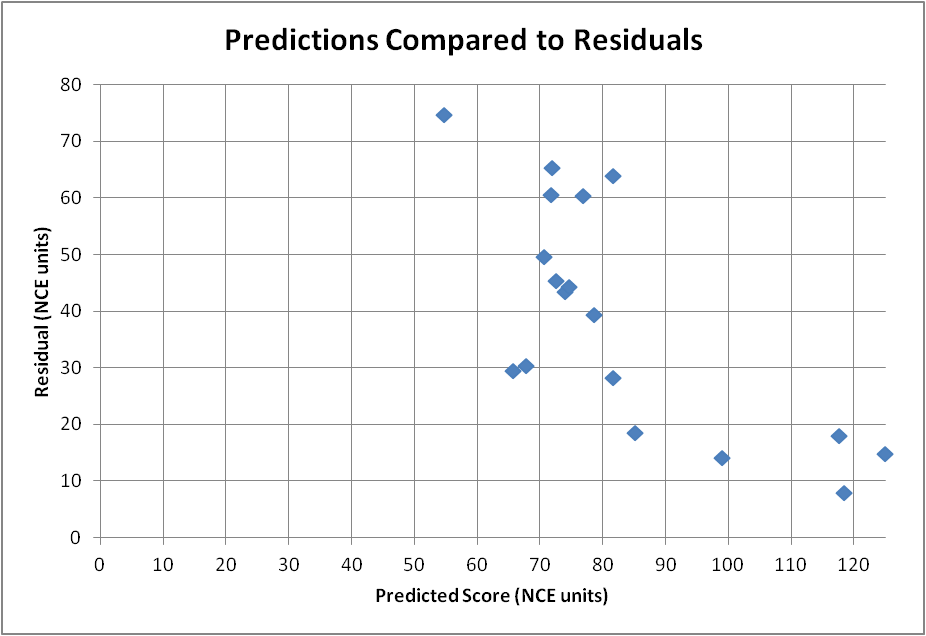 Predictions Compared to Residuals
80
70
60
50
40
30
20
10
0
Residual (NCE units)
0 10 20 30 40 50 60 70 80 90 100 110 120
Predicted Score (NCE units)